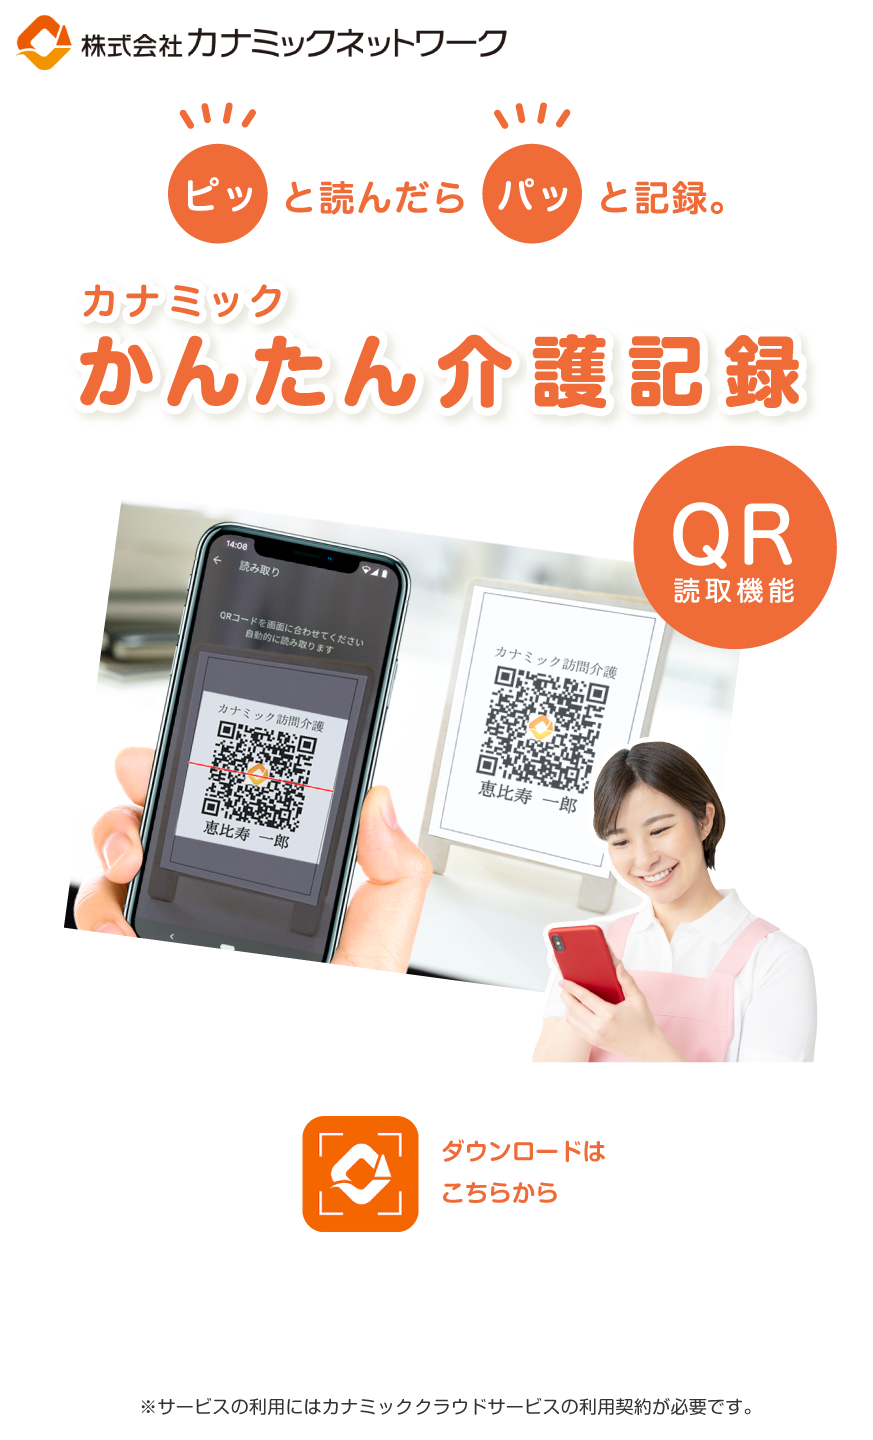 株式会社カナミックネットワーク
ピッと読んだらパッと記録。
カナミック
かんたん介護記録
QR
読取機能
14:08
読み取り
QRコードを画面に合わせてください
自動的に読み取ります
カナミック訪問介護
恵比寿 一郎
カナミック訪問介護
恵比寿 一郎
ダウンロードは
こちらから
※サービスの利用にはカナミッククラウドサービスの利用契約が必要です。